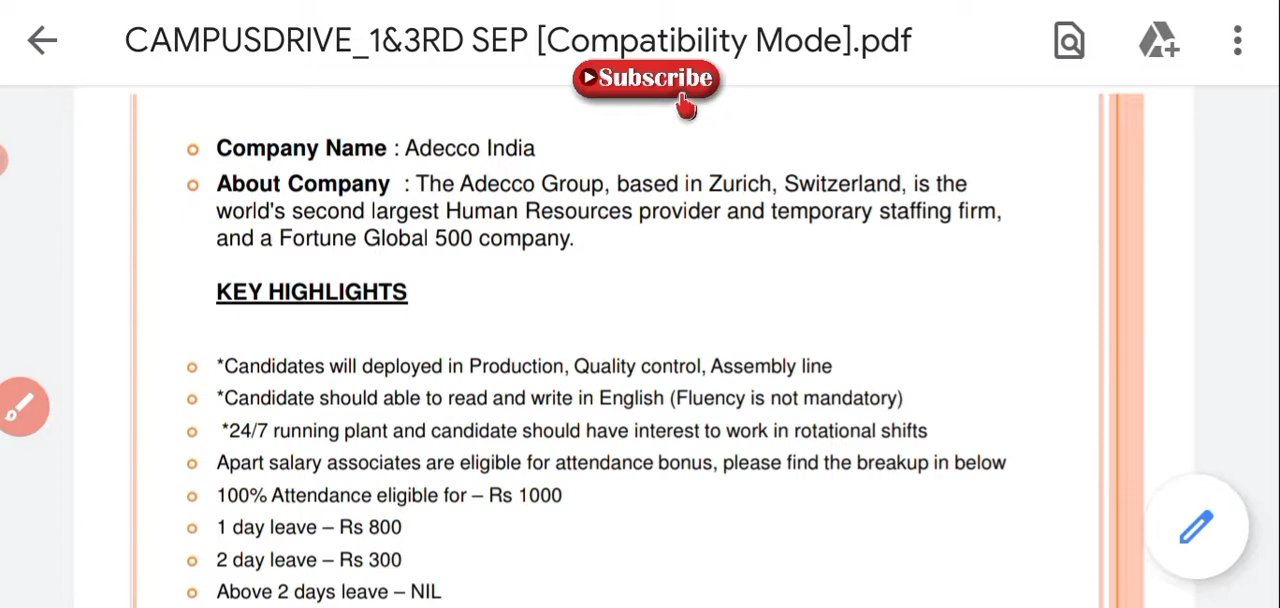 CAMPUSDRIVE_1&3RD SEP [Compatibility Mode].pdf
Subscribe
Company Name : Adecco India
About Company : The Adecco Group, based in Zurich, Switzerland, is the
world's second largest Human Resources provider and temporary staffing firm,
and a Fortune Global 500 company.
KEY HIGHLIGHTS
*Candidates will deployed in Production, Quality control, Assembly line
*Candidate should able to read and write in English (Fluency is not mandatory)
*24/7 running plant and candidate should have interest to work in rotational shifts
Apart salary associates are eligible for attendance bonus, please find the breakup in below
100% Attendance eligible for – Rs 1000
1 day leave – Rs 800
2 day leave – Rs 300
Above 2 days leave – NIL